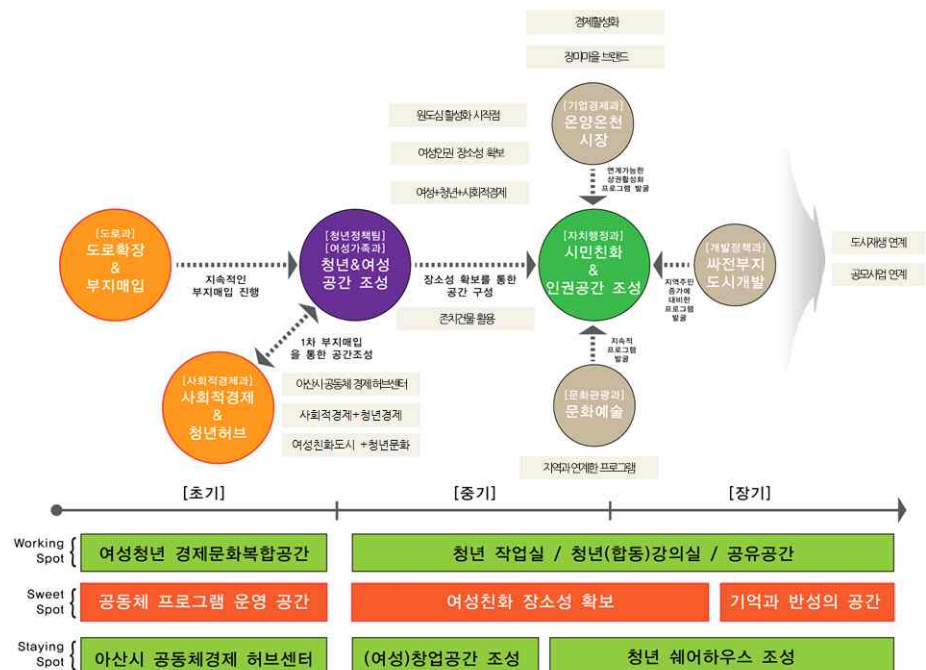 경제활성화
장미마을 브랜드
[기업경제과]
온양온천
시장
원도심 활성화 시작점
여성인권 장소성 확보
여성+청년+사회적경제
연계가능한
상권활성화
프로그램 발굴
[도로과]
도로확장
&
부지매입
지속적인
부지매입 진행
[청년정책팀]
[여성가족과]
청년&여성
공간 조성
장소성 확보를 통한
공간 구성
존치건물 활용
[자치행정과]
시민친화
&
인권공간 조성
[개발정책과]
싸전부지
도시개발
지역주민
증가에
대비한
프로그램
발굴
도시재생 연계
공모사업 연계
1차 부지매입
을 통한 공간조성
[사회적경제과]
사회적경제
&
청년허브
아산시 공동체 경제 허브센터
사회적경제+청년경제
여성친화도시 +청년문화
지속적
프로그램
발굴
[문화관광과]
문화예술
지역과 연계한 프로그램
[초기]
[중기]
[장기]
Working
Spot
여성청년 경제문화복합공간
청년 작업실 / 청년(합동)강의실 / 공유공간
Sweet
Spot
공동체 프로그램 운영 공간
여성친화 장소성 확보
기억과 반성의 공간
Staying
Spot
아산시 공동체경제 허브센터
(여성)창업공간 조성
청년 쉐어하우스 조성